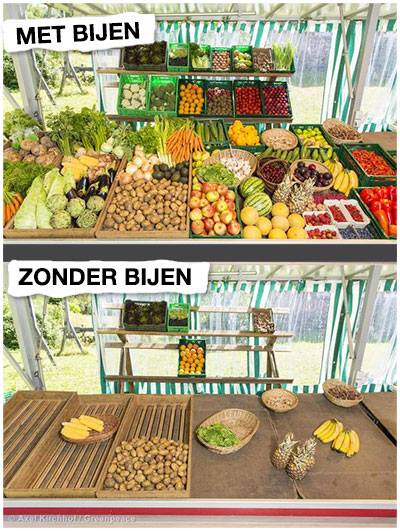 MET BIJEN
ZONDER BIJEN
© Axel Kirchhof / Greenpeace